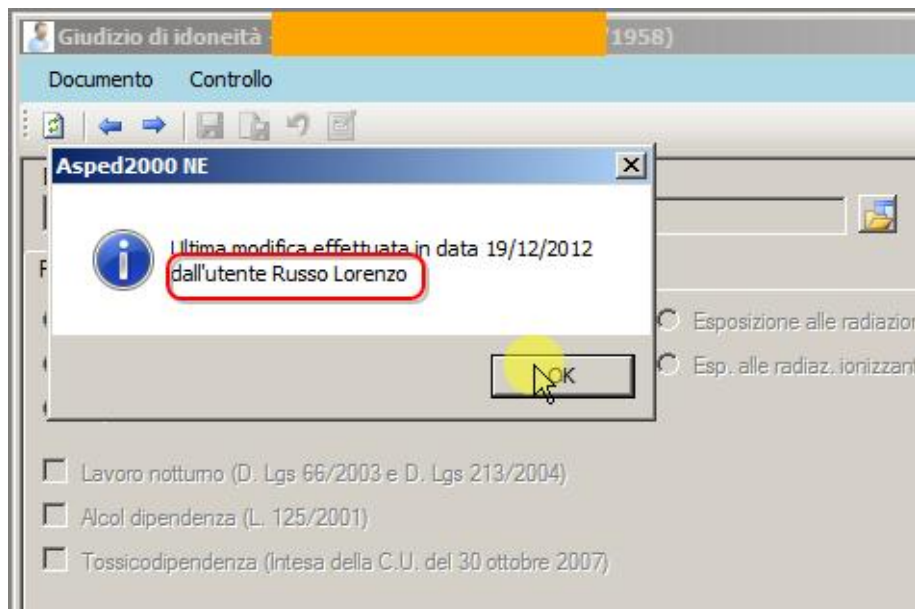 Giudizio di idoneità -
/1958)
Documento Controllo
Asped2000 NE
Ultima modifica effettuata in data 19/12/2012
dall'utente Russo Lorenzo
OK
Esposizione alle radiazion
Esp. alle radiaz. ionizzant
Lavoro notturno (D. Lgs 66/2003 e D. Lgs 213/2004)
Alcol dipendenza (L. 125/2001)
Tossicodipendenza (Intesa della C.U. del 30 ottobre 2007)